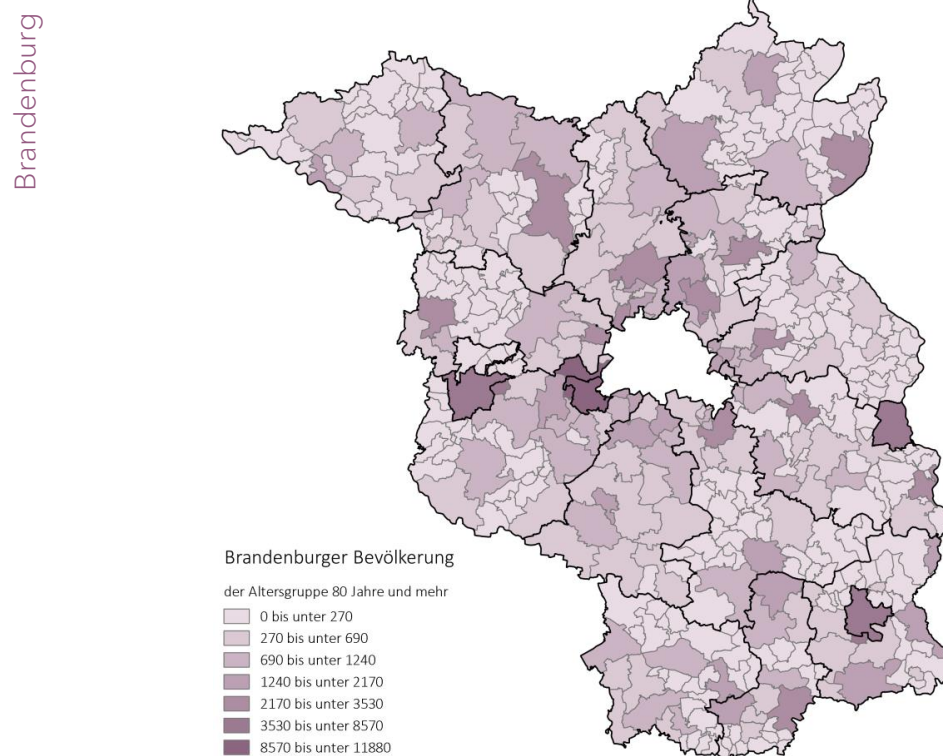 Brandenburg
Brandenburger Bevölkerung
der Altersgruppe 80 Jahre und mehr
0 bis unter 270
270 bis unter 690
690 bis unter 1240
1240 bis unter 2170
2170 bis unter 3530
3530 bis unter 8570
8570 bis unter 11880